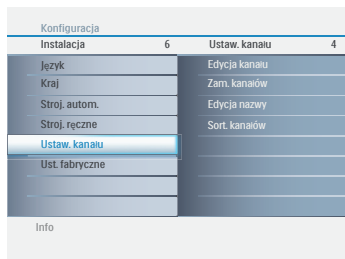 Konfiguracja
Instalacja 6 Ustaw. kanału 4
Język
Kraj
Stroj. autom.
Stroj. ręczne
Ustaw. kanału
Ust. fabryczne
Edycja kanału
Zam. kanałów
Edycja nazwy
Sort. kanałów
Info